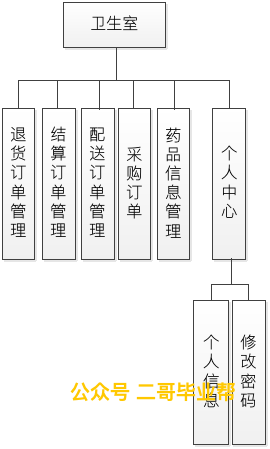 卫生室
退货订单管理
结算订单管理
配送订单管理
采购订单
药品信息管理
个人中心
个人信息
修改密码
公众号 二哥毕业帮